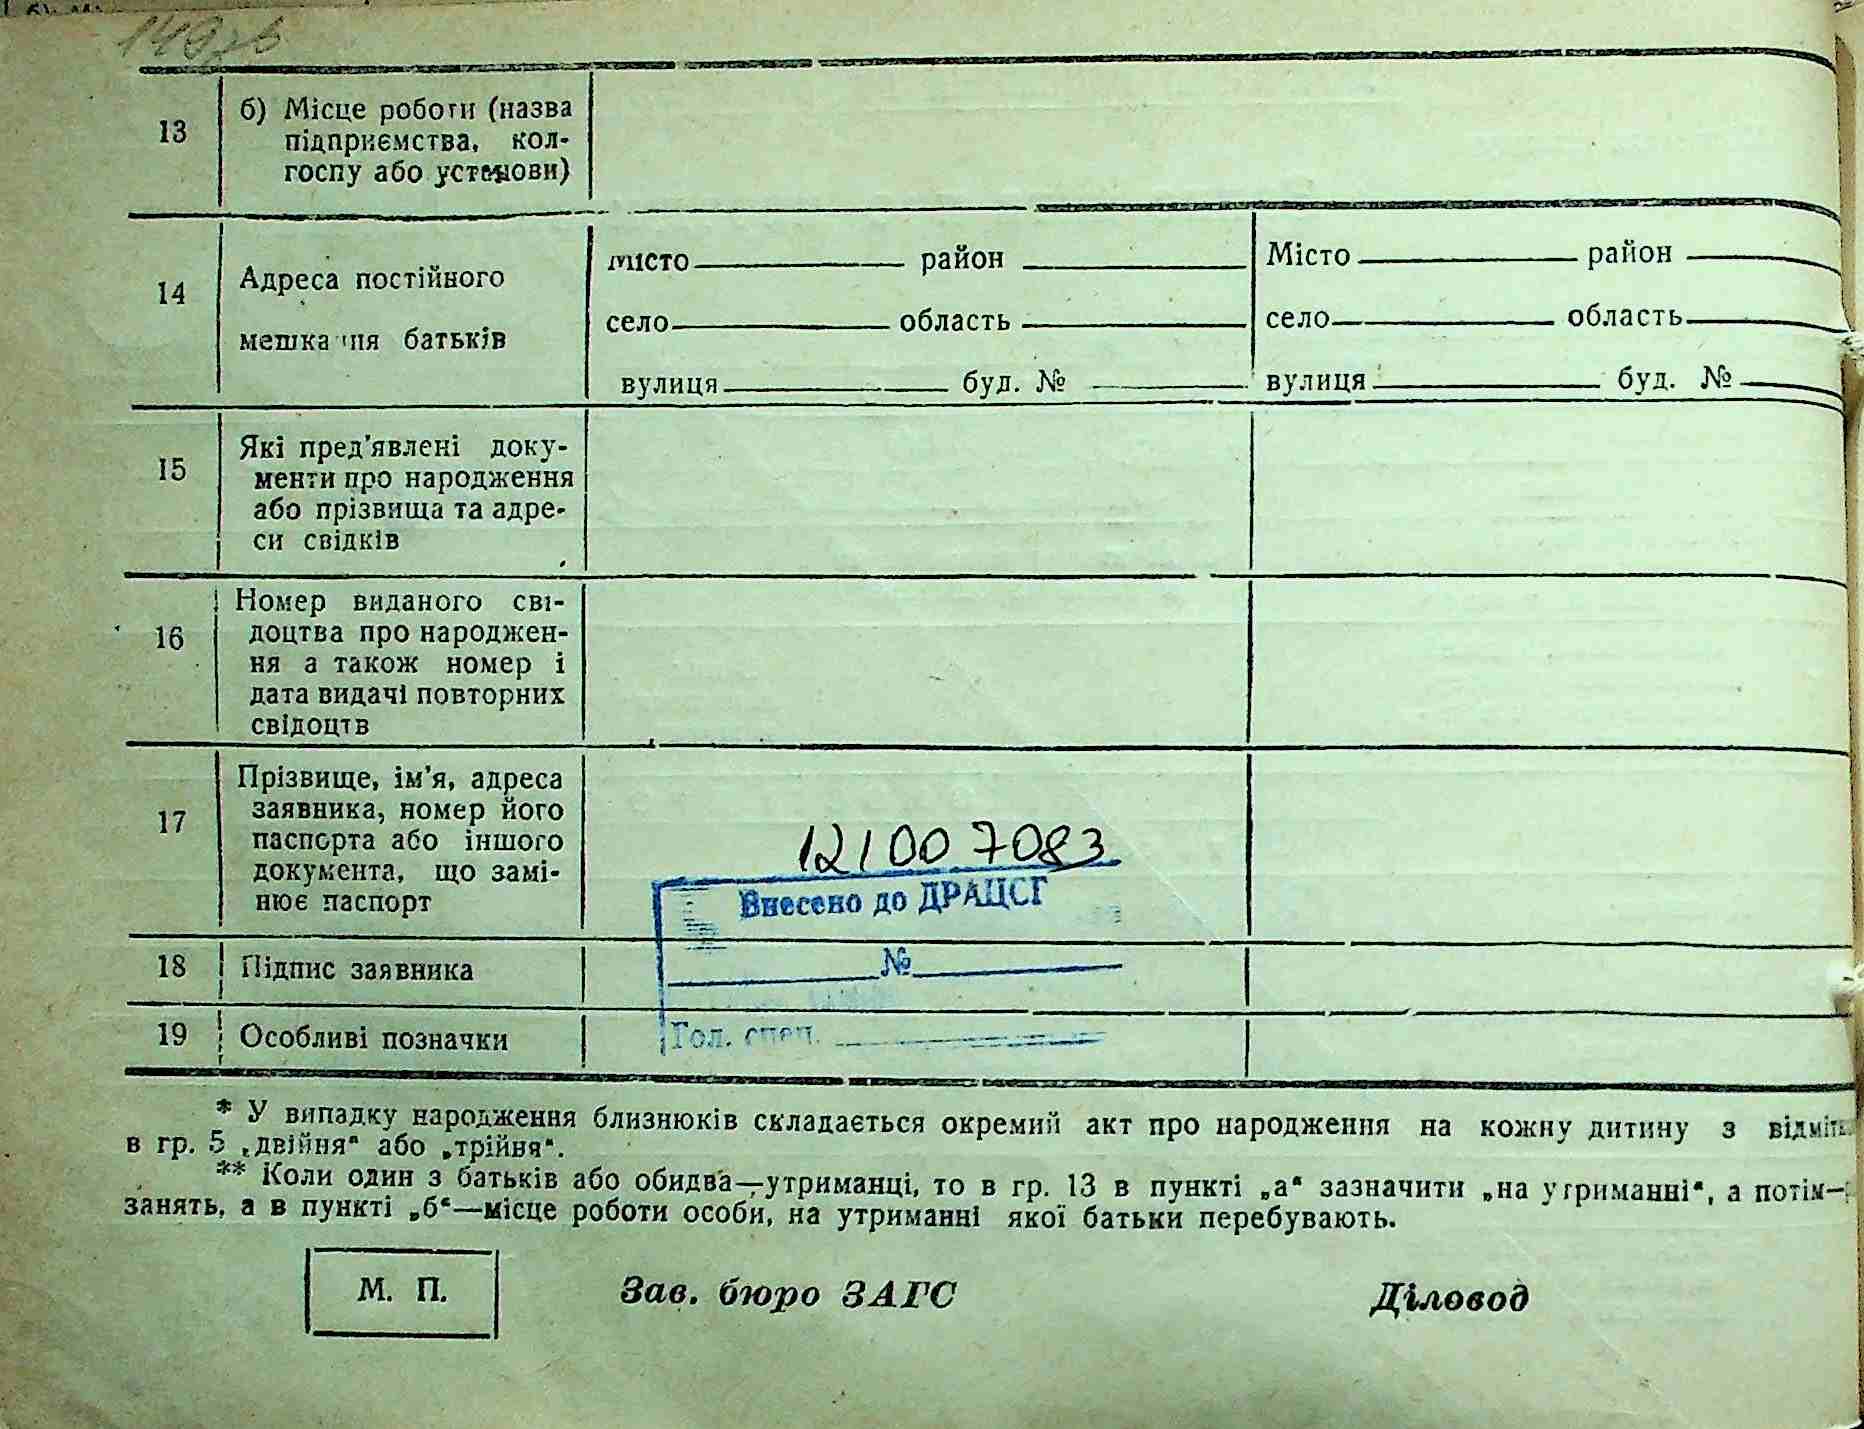 149зв
13
б) Місце роботи (назва
підприємства, кол-
госпу або установи)
14
Адреса постійного
мешкання батьків
місто район
село область
вулиця буд. №
Місто район
село область
вулиця буд. №
15
Які пред'явлені доку-
менти про народження
або прізвища та адре-
си свідків
16
Номер виданого сві-
доцтва про народжен-
ня а також номер і
дата видачі повторних
свідоцтв
17
Прізвище, ім'я, адреса
заявника, номер його
паспорта або іншого
документа, що замі-
нює паспорт
121007083
Внесено до ДРАЦСГ
№
Гол. спец.
18
Підпис заявника
19
Особливі позначки
* У випадку народження близнюків складається окремий акт про народження на кожну дитину з
в гр. 5 „двійня“ або „трійня“.
** Коли один з батьків або обидва—утриманці, то в гр. 13 в пункті „а“ зазначити „на утриманні“, а потім—
занять, а в пункті „б“—місце роботи особи, на утриманні якої батьки перебувають.
М. П.
Зав. бюро ЗАГС
Діловод